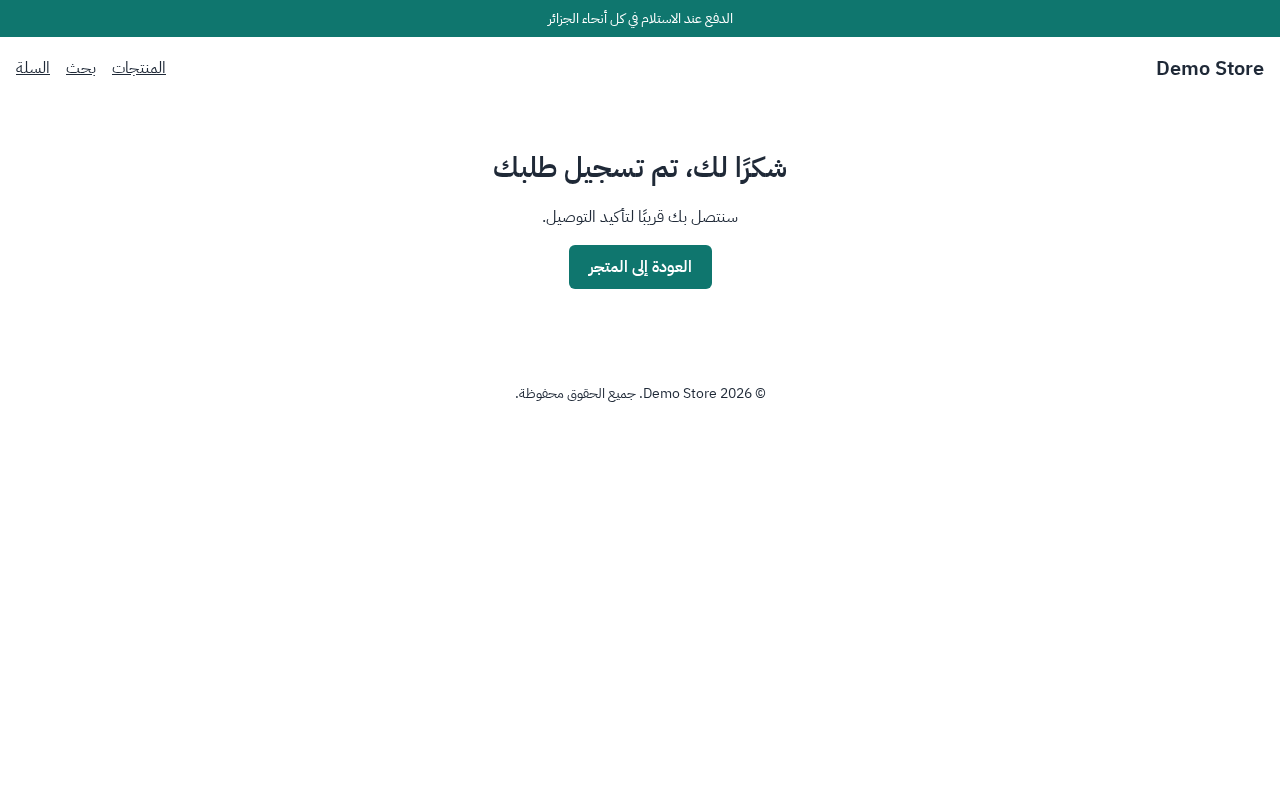 الدفع عند الاستلام في كل أنحاء الجزائر
Demo Store
المنتجات بحث السلة
شكرًا لك، تم تسجيل طلبك
سنتصل بك قريبًا لتأكيد التوصيل.
العودة إلى المتجر
© 2026 Demo Store. جميع الحقوق محفوظة.